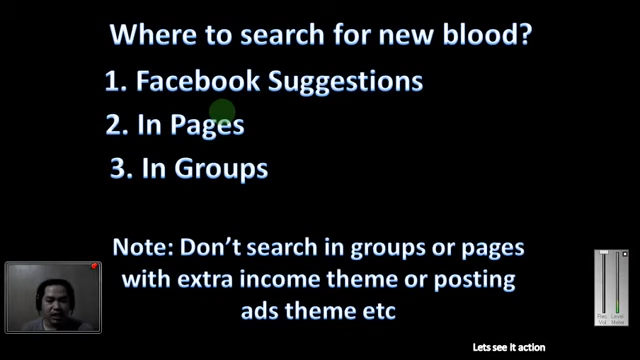 Where to search for new blood?
1. Facebook Suggestions
2. In Pages
3. In Groups
Note: Don't search in groups or pages
with extra income theme or posting
ads theme etc
Lets see it action